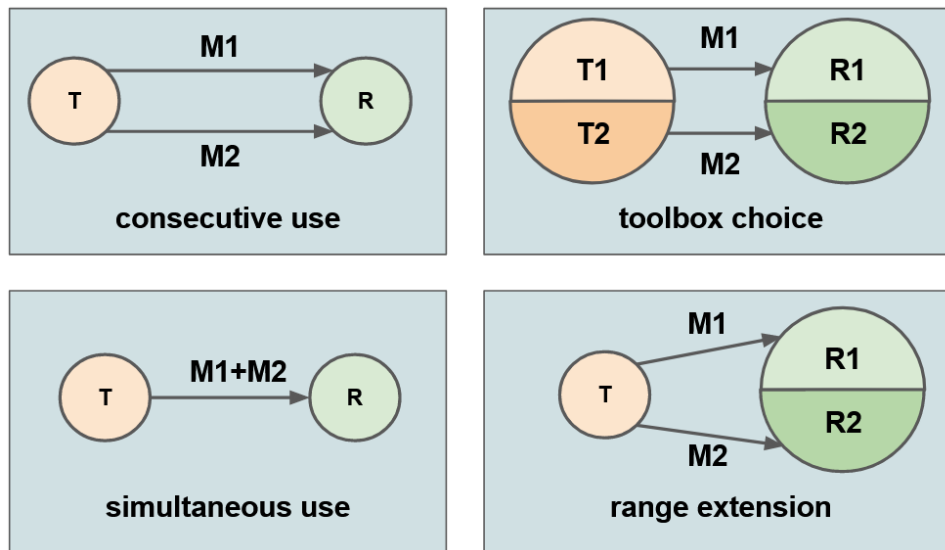 M1
T
R
M2
consecutive use
M1
T1
R1
T2
R2
M2
toolbox choice
M1+M2
T
R
simultaneous use
M1
R1
T
R2
M2
range extension